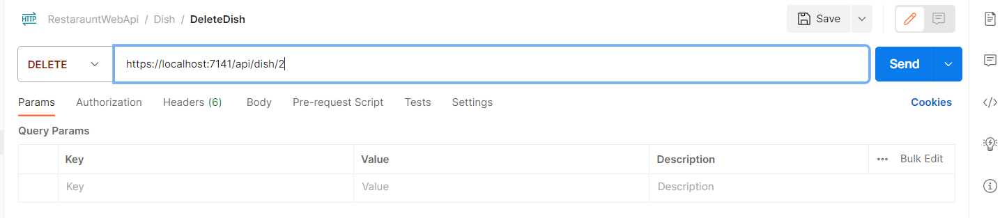 HTTP RestarauntWebApi / Dish / DeleteDish Save
DELETE https://localhost:7141/api/dish/2 Send
Params Authorization Headers (6) Body Pre-request Script Tests Settings Cookies
Query Params
Key Value Description ••• Bulk Edit
Key Value Description